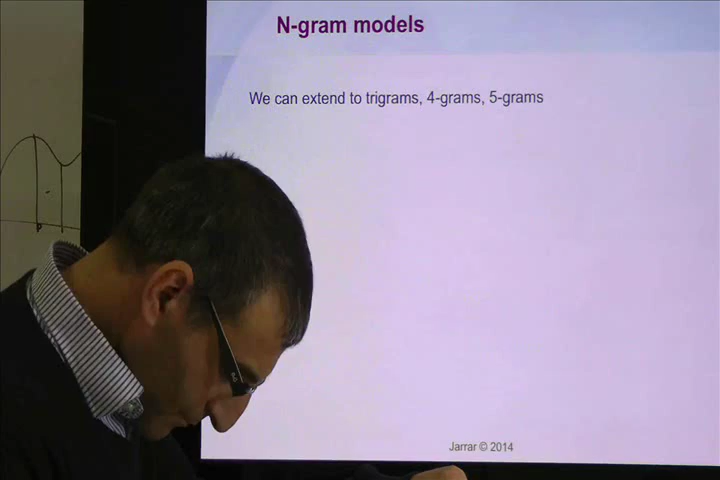 N-gram models
We can extend to trigrams, 4-grams, 5-grams
Jarrar © 2014